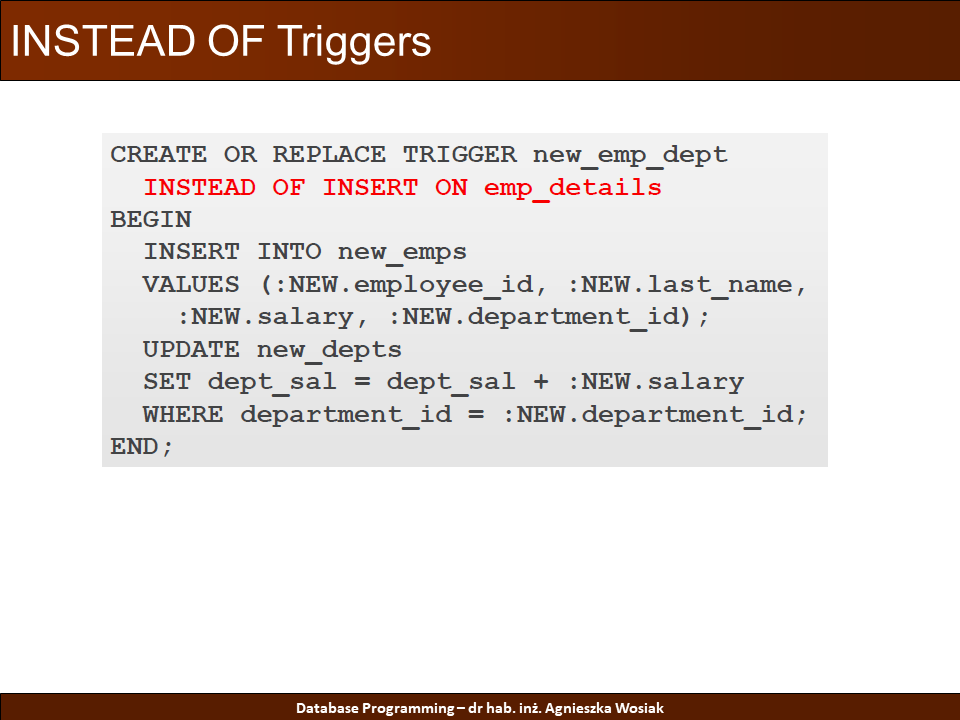 INSTEAD OF Triggers
CREATE OR REPLACE TRIGGER new_emp_dept
INSTEAD OF INSERT ON emp_details
BEGIN
INSERT INTO new_emps
VALUES (:NEW.employee_id, :NEW.last_name,
:NEW.salary, :NEW.department_id);
UPDATE new_depts
SET dept_sal = dept_sal + :NEW.salary
WHERE department_id = :NEW.department_id;
END;
Database Programming – dr hab. inż. Agnieszka Wosiak